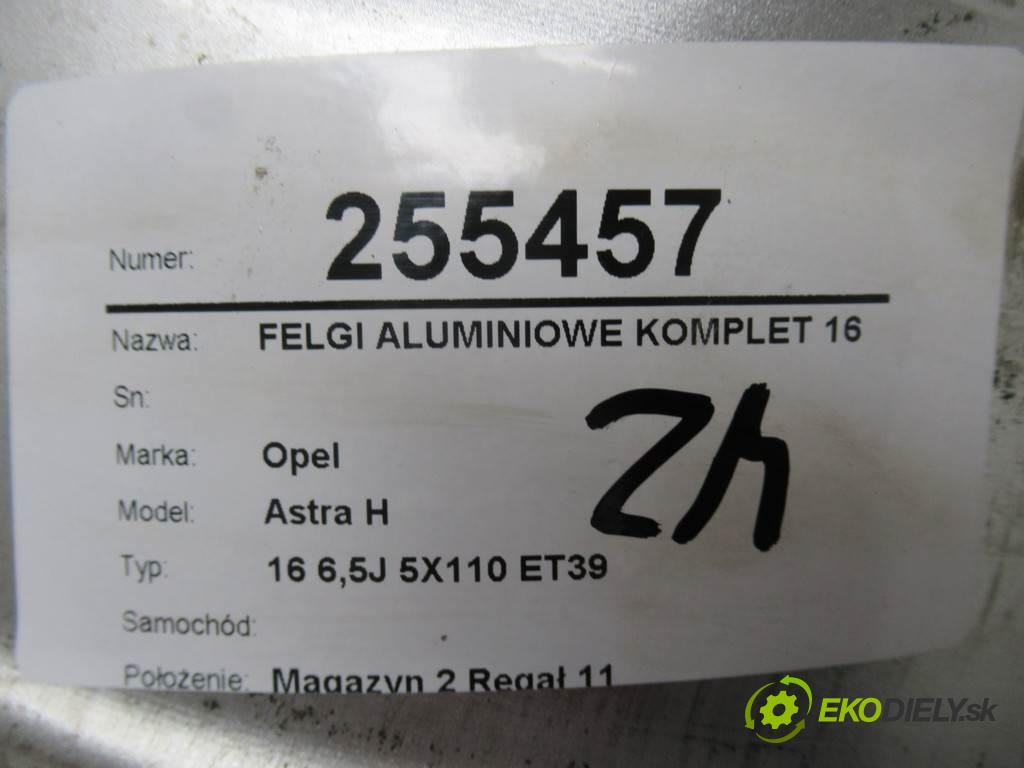 Numer: 255457
Nazwa: FELGI ALUMINIOWE KOMPLET 16
Sn:
Marka: Opel
Model: Astra H
Typ: 16 6,5J 5X110 ET39
Samochód:
Położenie: Magazyn 2 Regał 11
EKODIELY.sk